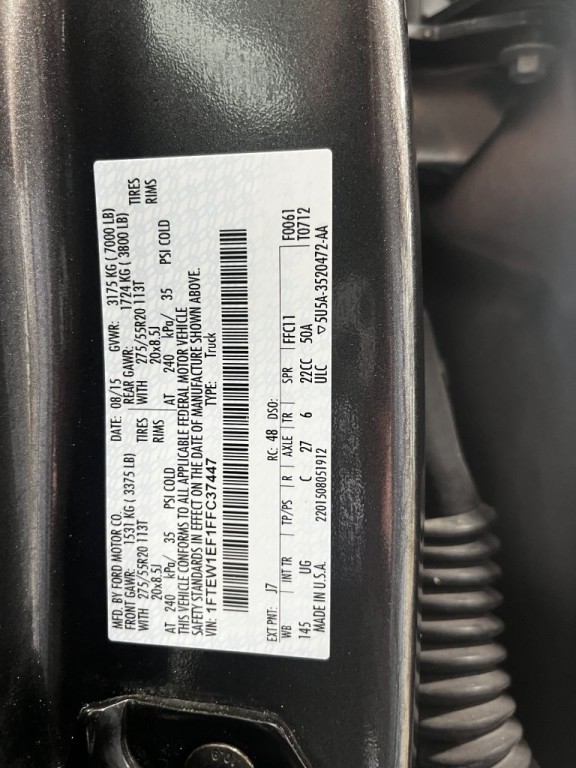 MFD. BY FORD MOTOR CO. DATE: 08/15 GVWR: 3175 KG ( 7000 LB)
FRONT GAWR: 1531 KG ( 3375 LB) REAR GAWR: 1724 KG ( 3800 LB)
WITH 275/55R20 113T TIRES WITH 275/55R20 113T TIRES
20x8.5J RIMS 20x8.5J RIMS
AT 240 kPa/ 35 PSI COLD AT 240 kPa/ 35 PSI COLD
THIS VEHICLE CONFORMS TO ALL APPLICABLE FEDERAL MOTOR VEHICLE
SAFETY STANDARDS IN EFFECT ON THE DATE OF MANUFACTURE SHOWN ABOVE.
VIN: 1FTEW1EF1FFC37447 TYPE: Truck
EXT PNT: J7 RC: 48 DSO: FFC11 F0061
WB INT TR TP/PS R AXLE TR SPR T0712
145 UG C 27 6 22CC 50A
MADE IN U.S.A. 2201508051912 ULC ▽5U5A-3520472-AA